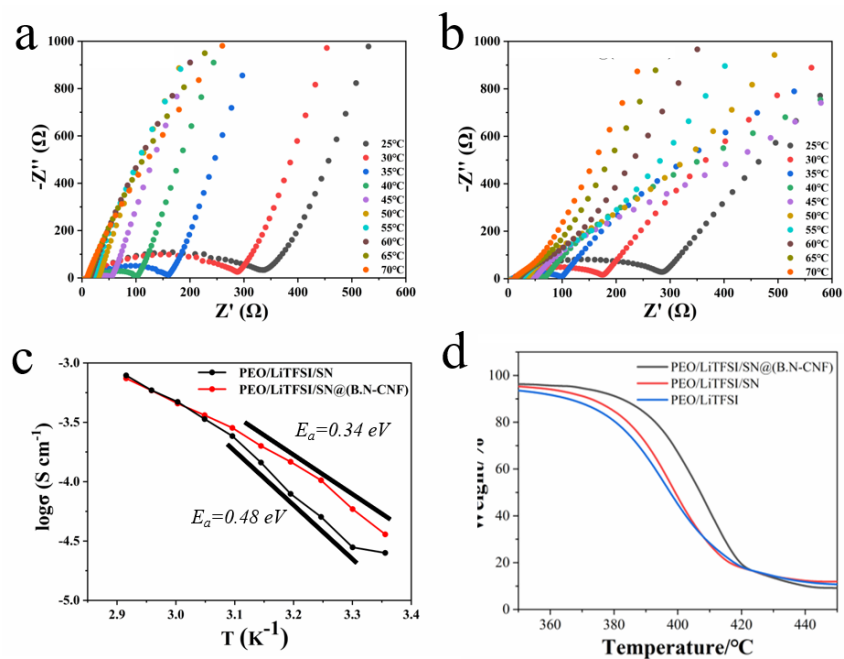 a
1000
800
600
400
200
0
-Z'' (Ω)
0 100 200 300 400 500 600
Z' (Ω)
25°C
30°C
35°C
40°C
45°C
50°C
55°C
60°C
65°C
70°C
b
1000
800
600
400
200
0
-Z'' (Ω)
0 100 200 300 400 500 600
Z' (Ω)
25°C
30°C
35°C
40°C
45°C
50°C
55°C
60°C
65°C
70°C
c
-3.0
-3.5
-4.0
-4.5
-5.0
logσ (S cm⁻¹)
PEO/LiTFSI/SN
PEO/LiTFSI/SN@(B.N-CNF)
Eₐ=0.34 eV
Eₐ=0.48 eV
2.9 3.0 3.1 3.2 3.3 3.4
T (K⁻¹)
d
100
80
60
40
20
0
Weight/%
PEO/LiTFSI/SN@(B.N-CNF)
PEO/LiTFSI/SN
PEO/LiTFSI
360 380 400 420 440
Temperature/°C